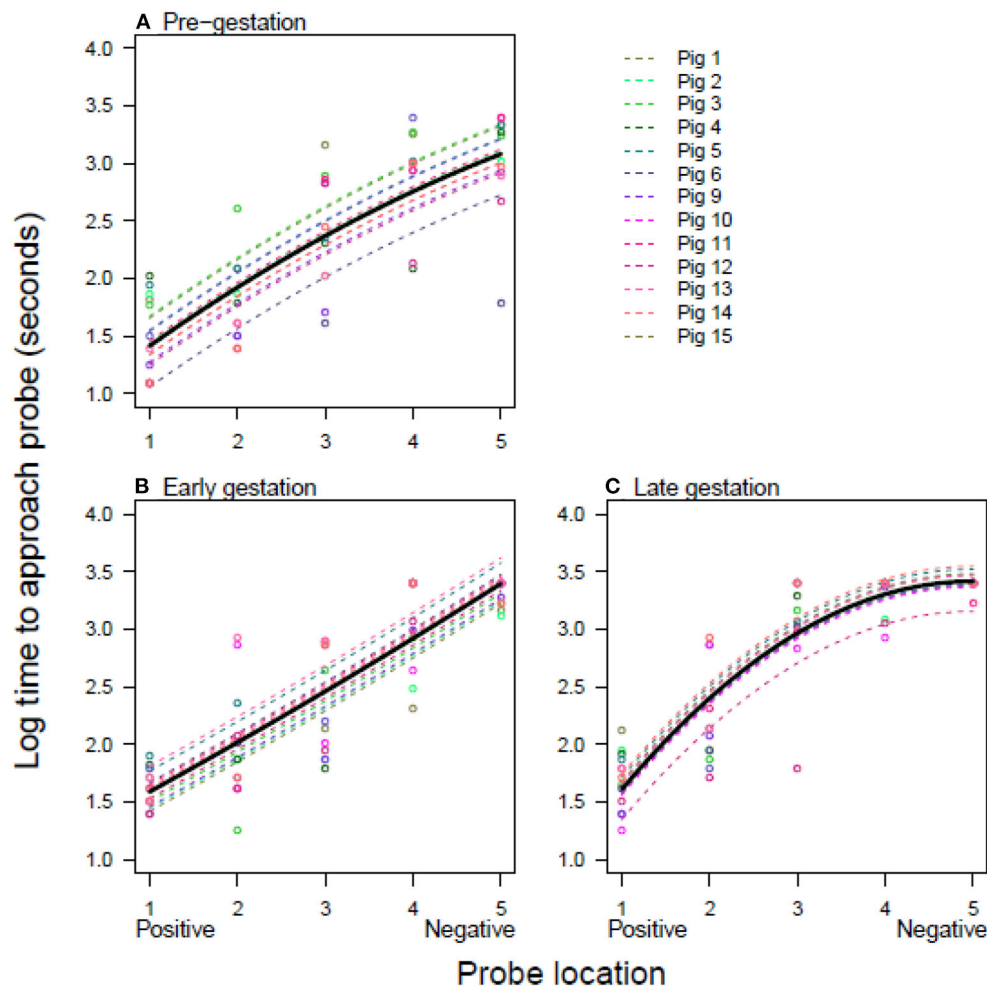 A Pre-gestation
4.0
3.5
3.0
2.5
2.0
1.5
1.0
1 2 3 4 5
Pig 1
Pig 2
Pig 3
Pig 4
Pig 5
Pig 6
Pig 9
Pig 10
Pig 11
Pig 12
Pig 13
Pig 14
Pig 15
Log time to approach probe (seconds)
B Early gestation
4.0
3.5
3.0
2.5
2.0
1.5
1.0
1 2 3 4 5
Positive Negative
C Late gestation
4.0
3.5
3.0
2.5
2.0
1.5
1.0
1 2 3 4 5
Positive Negative
Probe location